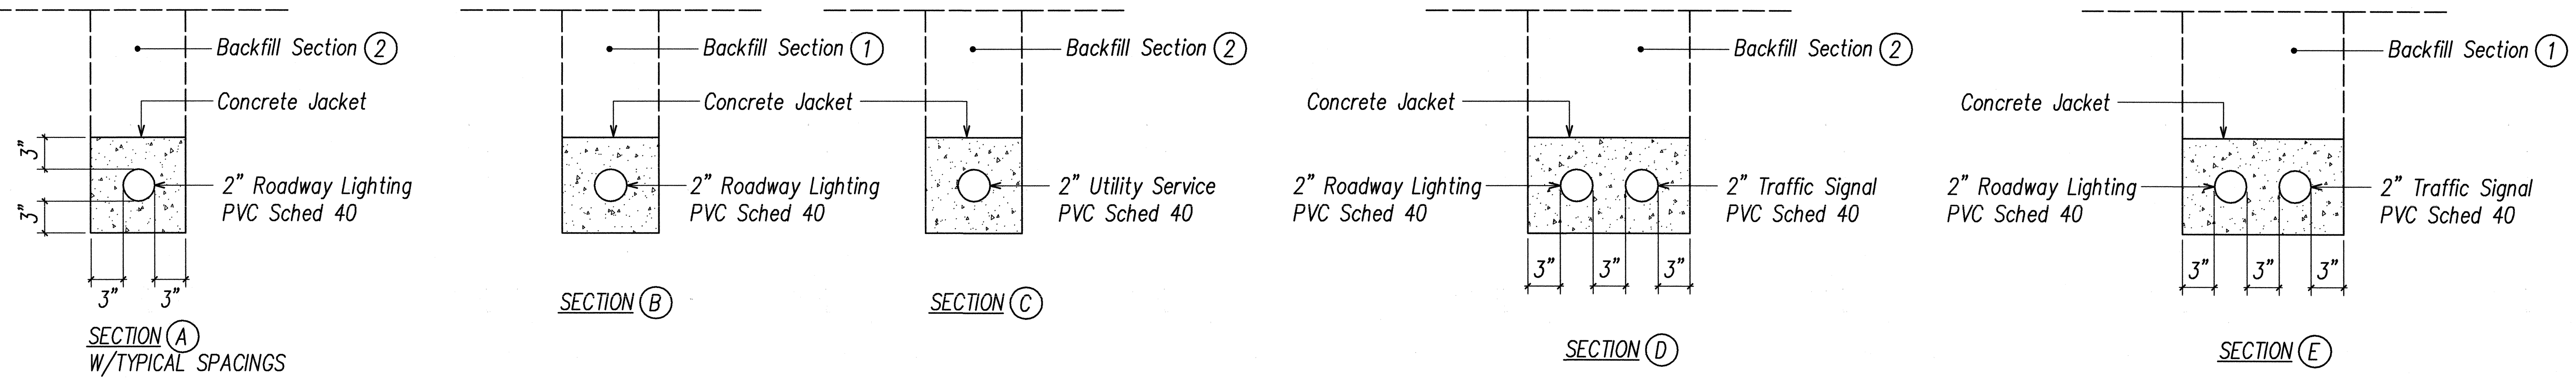 Backfill Section 2
Concrete Jacket
3"
3"
2" Roadway Lighting
PVC Sched 40
3" 3"
SECTION A
W/TYPICAL SPACINGS
Backfill Section 1
Concrete Jacket
2" Roadway Lighting
PVC Sched 40
SECTION B
Backfill Section 2
2" Utility Service
PVC Sched 40
SECTION C
Backfill Section 2
Concrete Jacket
2" Roadway Lighting
PVC Sched 40
2" Traffic Signal
PVC Sched 40
3" 3" 3"
SECTION D
Backfill Section 1
Concrete Jacket
2" Roadway Lighting
PVC Sched 40
2" Traffic Signal
PVC Sched 40
3" 3" 3"
SECTION E